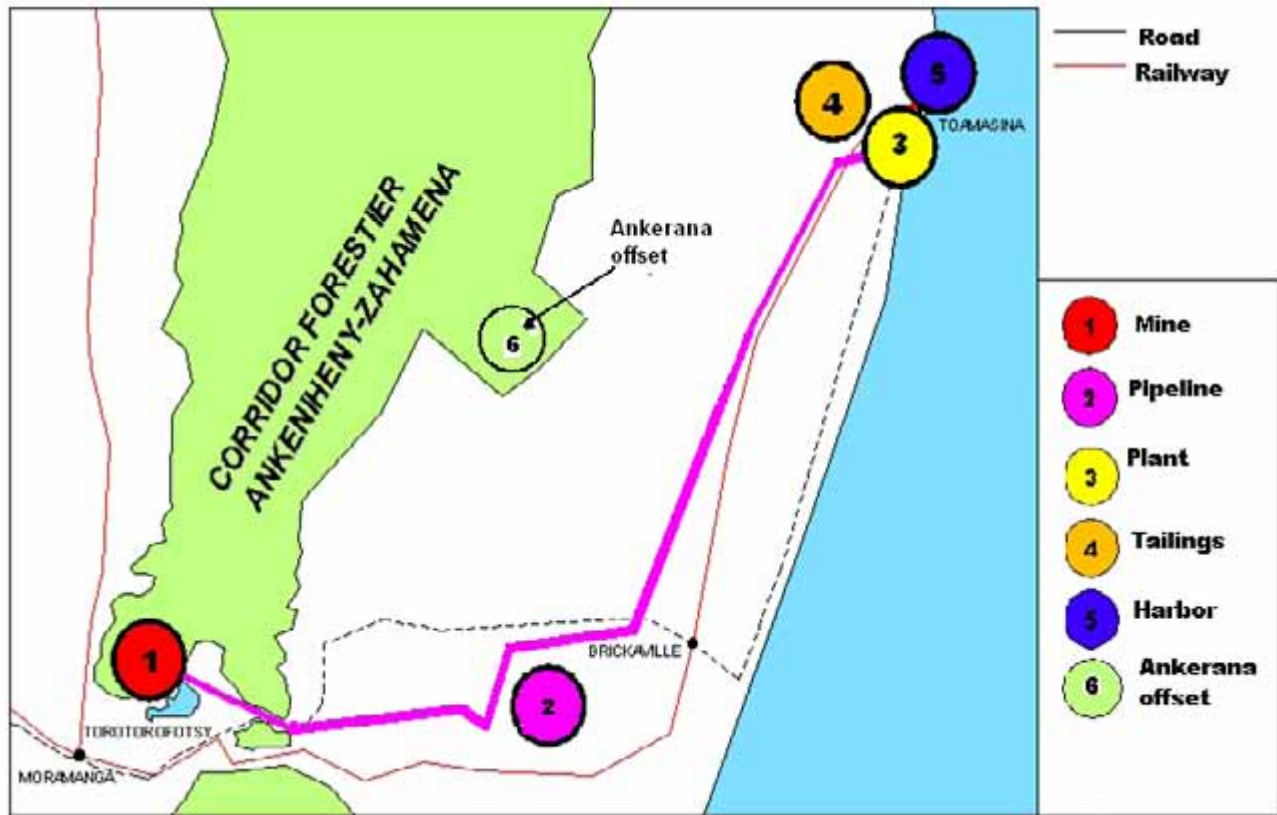 CORRIDOR FORESTIER
ANKENIHENY-ZAHAMENA
Ankerana
offset
6
5
4
3
TOAMASINA
1
2
BRICKAVILLE
TOROTOROFOTSY
MORAMANGA
Road
Railway
1 Mine
2 Pipeline
3 Plant
4 Tailings
5 Harbor
6 Ankerana
offset